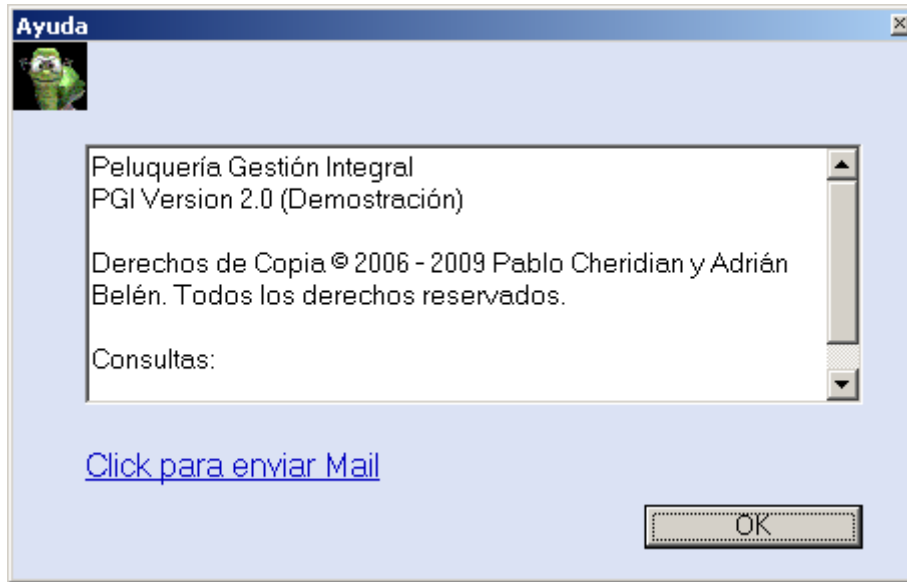 Ayuda
Peluquería Gestión Integral
PGI Version 2.0 (Demostración)
Derechos de Copia © 2006 - 2009 Pablo Cheridian y Adrián
Belén. Todos los derechos reservados.
Consultas:
Click para enviar Mail
OK